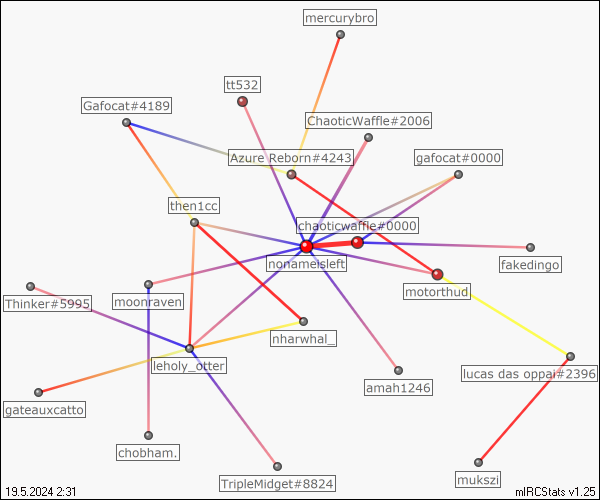 mercurybro
tt532
Gafocat#4189
ChaoticWaffle#2006
Azure Reborn#4243
gafocat#0000
then1cc
chaoticwaffle#0000
nonameisleft
fakedingo
motorthud
Thinker#5995
moonraven
nharwhal_
leholy_otter
lucas das oppai#2396
amah1246
gateauxcatto
chobham.
TripleMidget#8824
mukszi
19.5.2024 2:31
mIRCStats v1.25